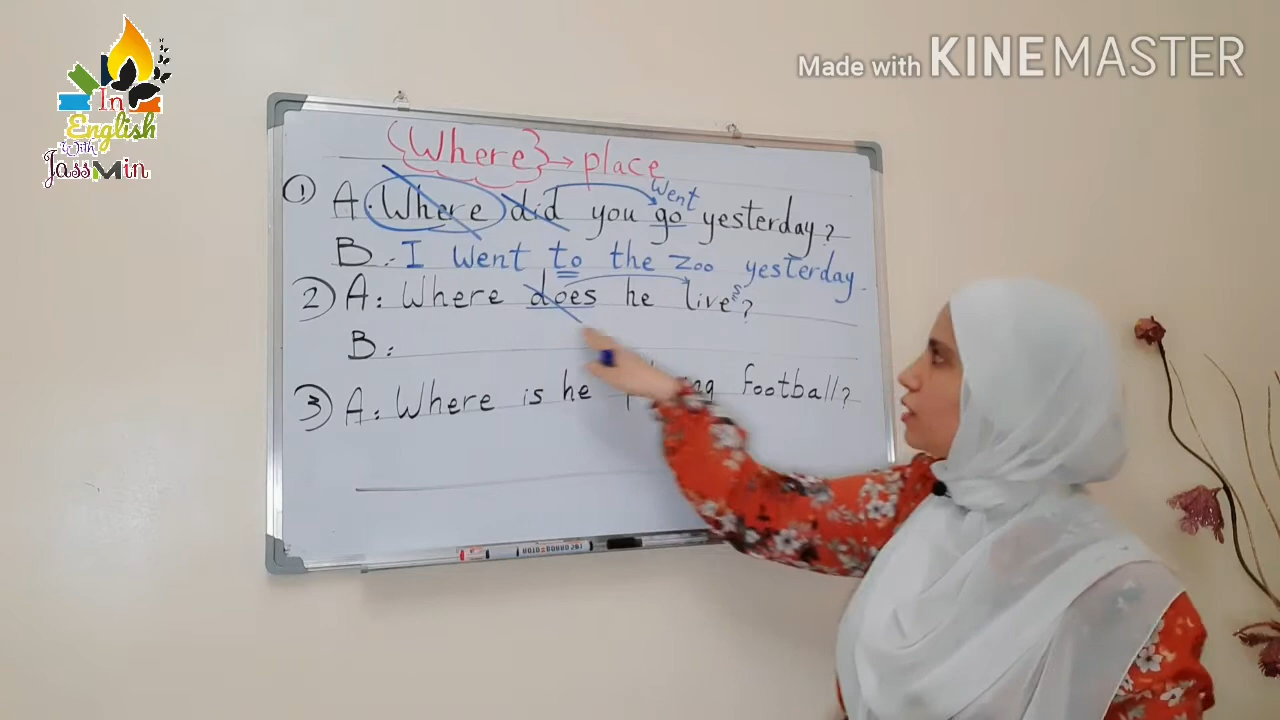 In
English
with
JassMin
Made with KINEMASTER
{Where} → place
① A. Where did you go yesterday?
went
B. I went to the Zoo yesterday.
② A: Where does he lives?
B:
③ A: Where is he football?